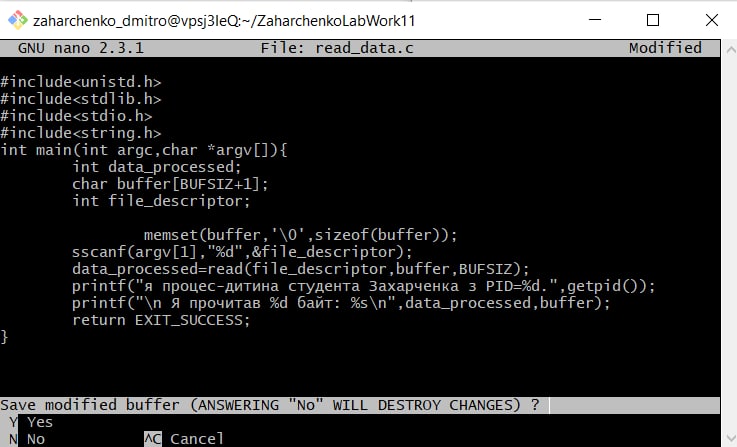 zaharchenko_dmitro@vpsj3IeQ:~/ZaharchenkoLabWork11
GNU nano 2.3.1 File: read_data.c Modified
#include<unistd.h>
#include<stdlib.h>
#include<stdio.h>
#include<string.h>
int main(int argc,char *argv[]){
        int data_processed;
        char buffer[BUFSIZ+1];
        int file_descriptor;
                memset(buffer,'\0',sizeof(buffer));
        sscanf(argv[1],"%d",&file_descriptor);
        data_processed=read(file_descriptor,buffer,BUFSIZ);
        printf("я процес-дитина студента Захарченка з PID=%d.",getpid());
        printf("\n Я прочитав %d байт: %s\n",data_processed,buffer);
        return EXIT_SUCCESS;
}
Save modified buffer (ANSWERING "No" WILL DESTROY CHANGES) ?
Y Yes
N No ^C Cancel